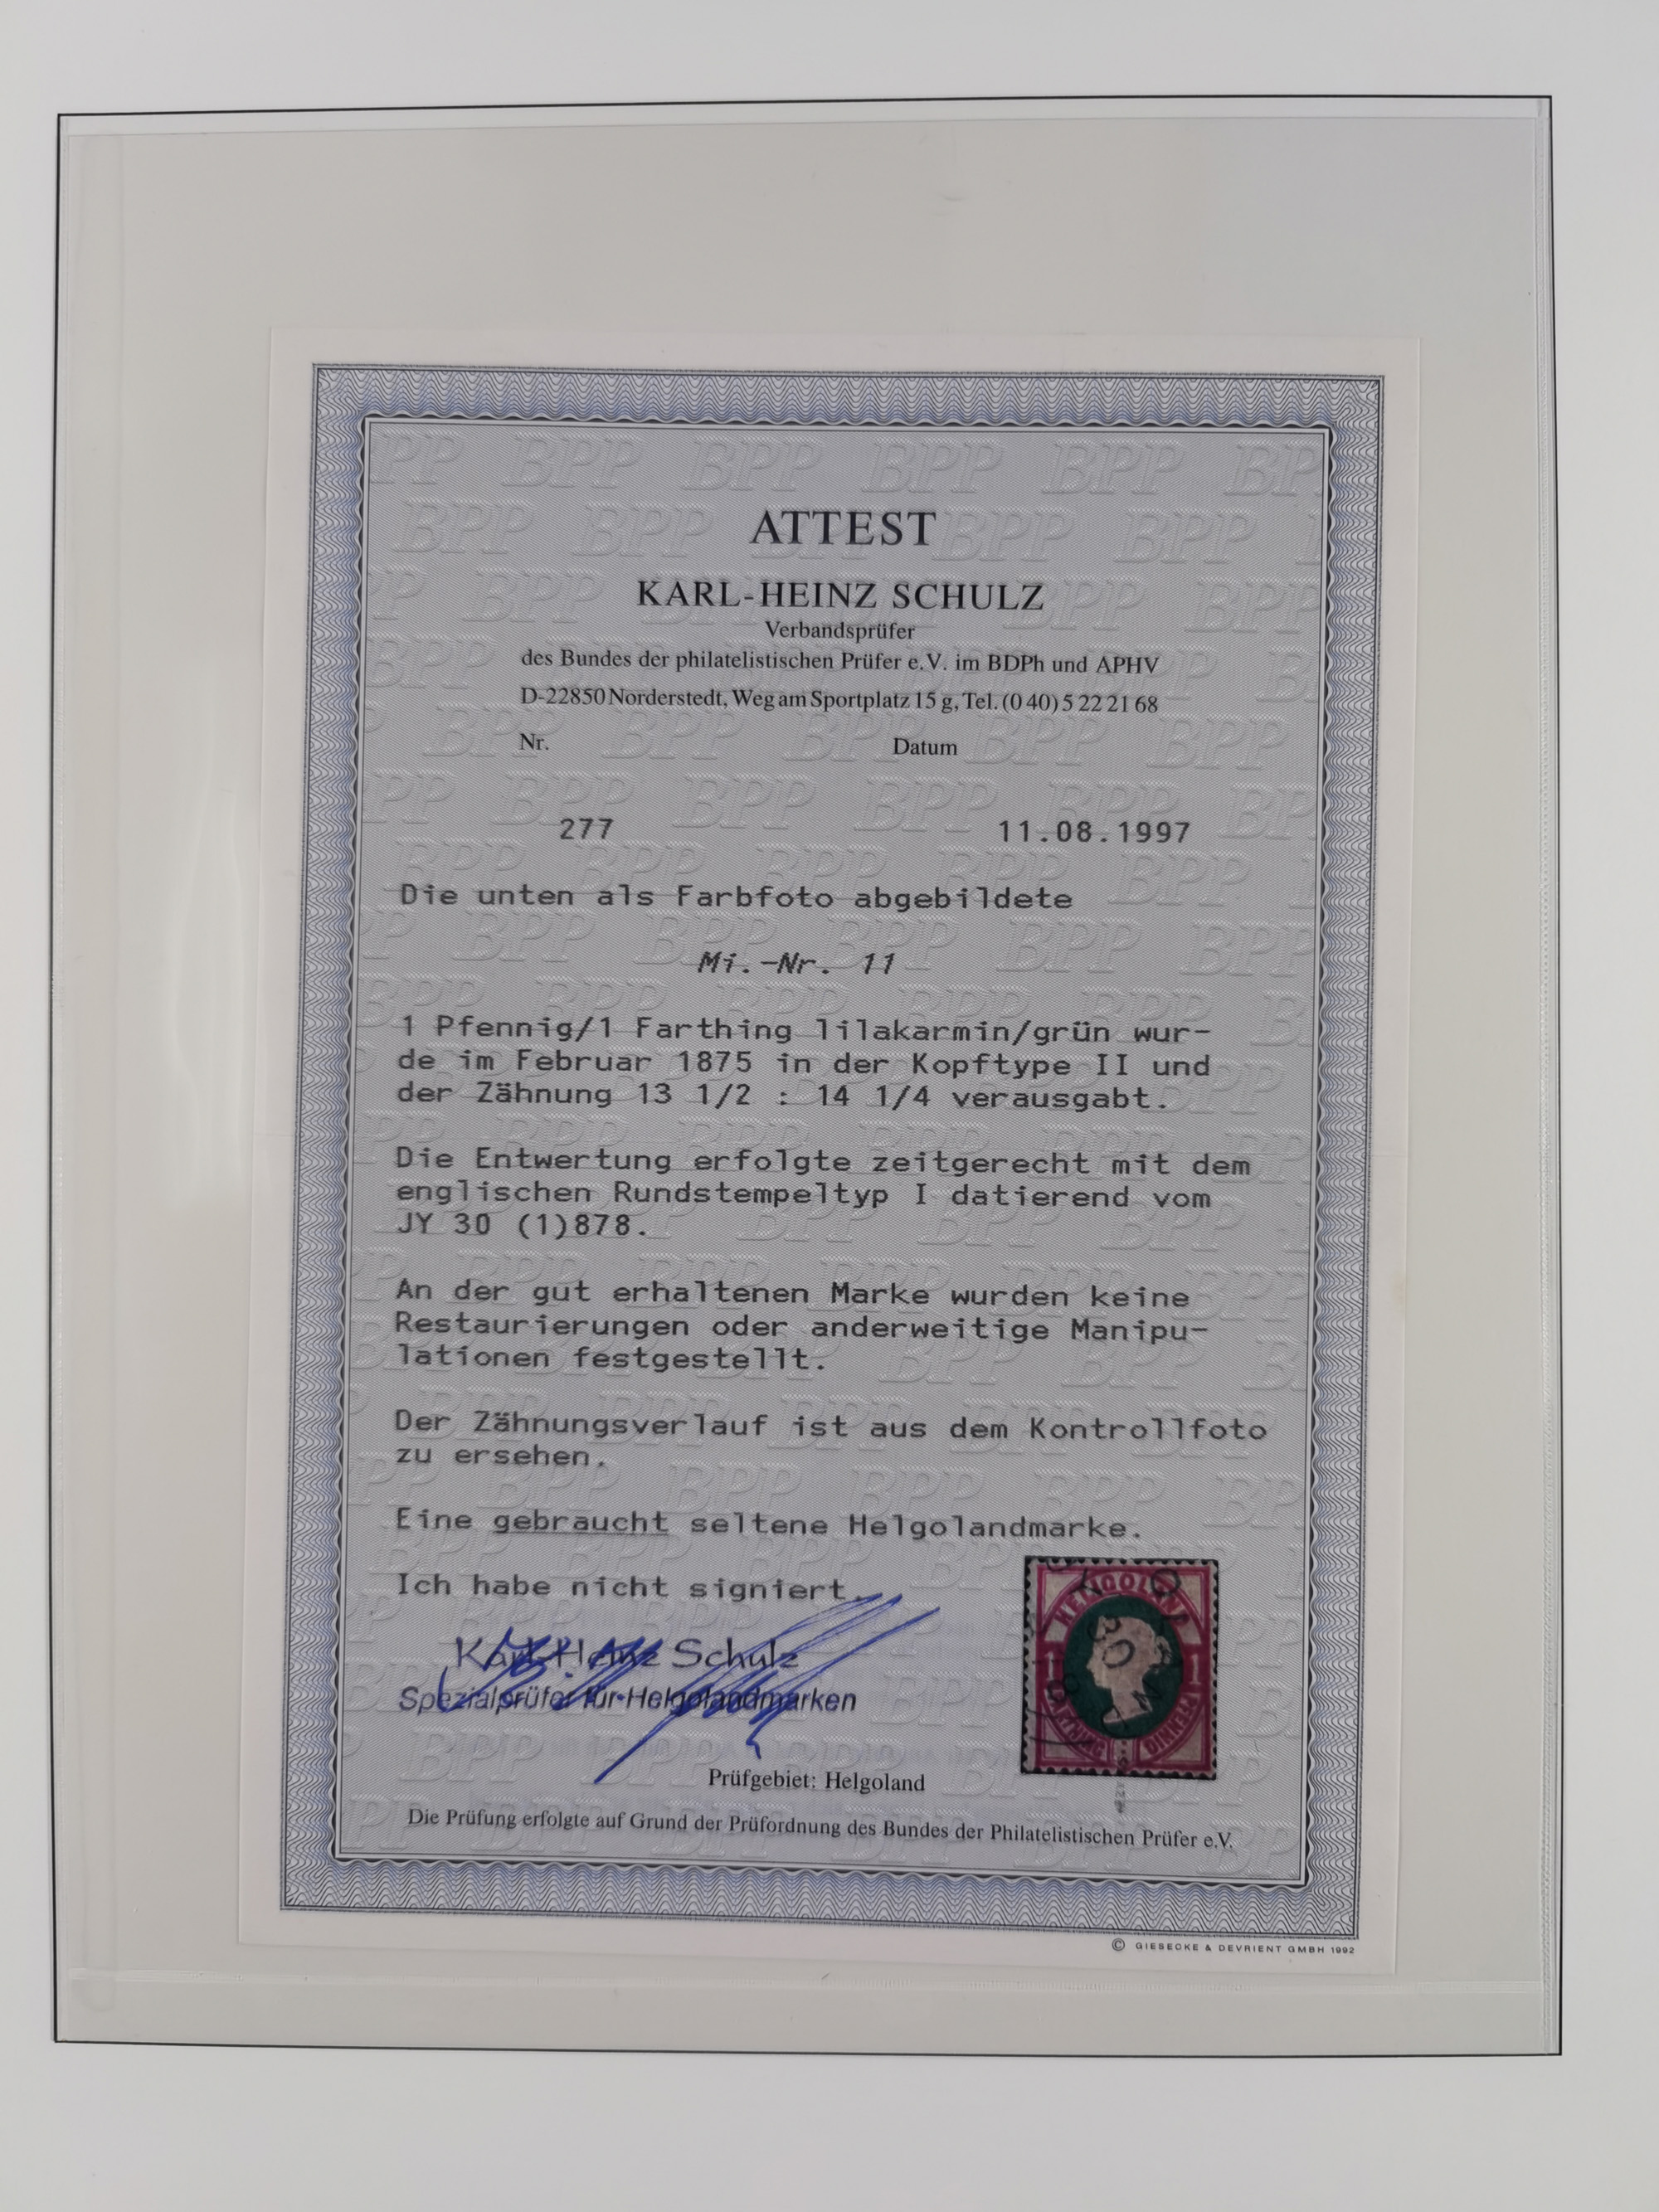 ATTEST
KARL-HEINZ SCHULZ
Verbandsprüfer
des Bundes der philatelistischen Prüfer e.V. im BDPh und APHV
D-22850 Norderstedt, Weg am Sportplatz 15 g, Tel. (0 40) 5 22 21 68
Nr. Datum
277 11.08.1997
Die unten als Farbfoto abgebildete
Mi.-Nr. 11
1 Pfennig/1 Farthing lilakarmin/grün wur-
de im Februar 1875 in der Kopftype II und
der Zähnung 13 1/2 : 14 1/4 verausgabt.
Die Entwertung erfolgte zeitgerecht mit dem
englischen Rundstempeltyp I datierend vom
JY 30 (1)878.
An der gut erhaltenen Marke wurden keine
Restaurierungen oder anderweitige Manipu-
lationen festgestellt.
Der Zähnungsverlauf ist aus dem Kontrollfoto
zu ersehen.
Eine gebraucht seltene Helgolandmarke.
Ich habe nicht signiert.
Karl-Heinz Schulz
Spezialprüfer für Helgolandmarken
Prüfgebiet: Helgoland
Die Prüfung erfolgte auf Grund der Prüfordnung des Bundes der Philatelistischen Prüfer e.V.
© GIESECKE & DEVRIENT GMBH 1992